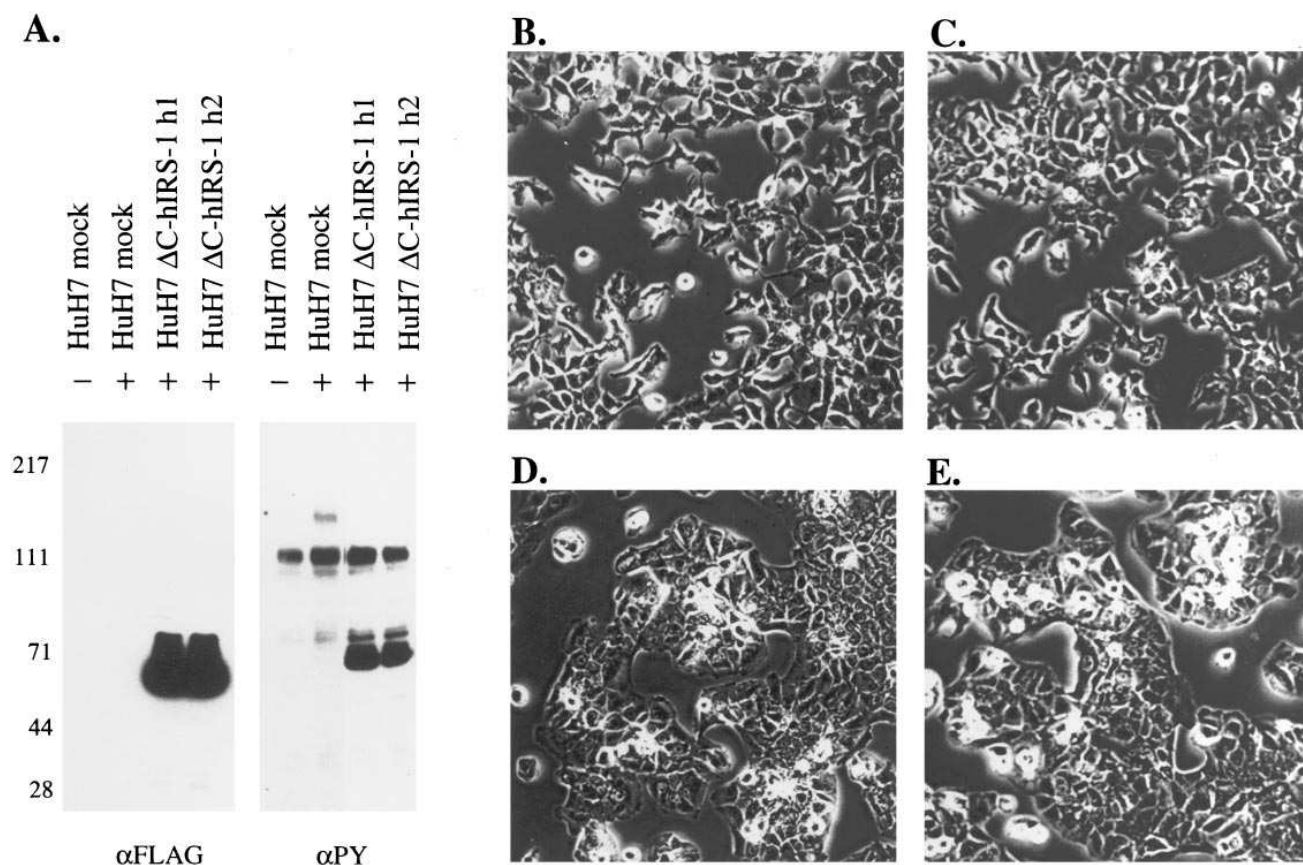 A.
HuH7 mock
HuH7 mock
HuH7 ΔC-hIRS-1 h1
HuH7 ΔC-hIRS-1 h2
HuH7 mock
HuH7 mock
HuH7 ΔC-hIRS-1 h1
HuH7 ΔC-hIRS-1 h2
− + + + − + + +
217
111
71
44
28
αFLAG αPY
B.
C.
D.
E.